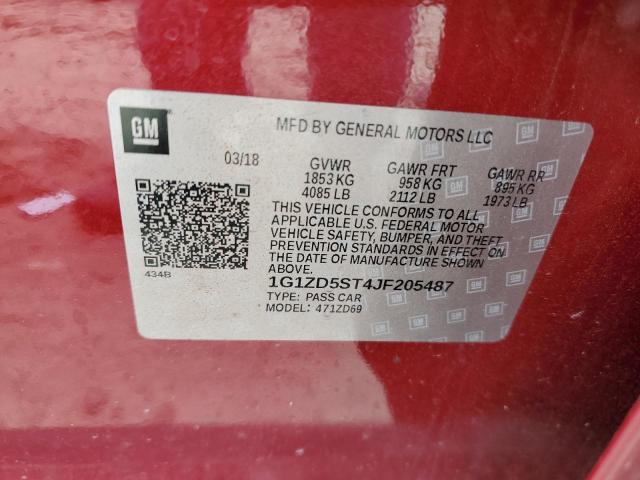 GM
MFD BY GENERAL MOTORS LLC
03/18
GVWR GAWR FRT GAWR RR
1853 KG 958 KG 895 KG
4085 LB 2112 LB 1973 LB
THIS VEHICLE CONFORMS TO ALL
APPLICABLE U.S. FEDERAL MOTOR
VEHICLE SAFETY, BUMPER, AND THEFT
PREVENTION STANDARDS IN EFFECT ON
THE DATE OF MANUFACTURE SHOWN
ABOVE.
434B
1G1ZD5ST4JF205487
TYPE: PASS CAR
MODEL: 471ZD69